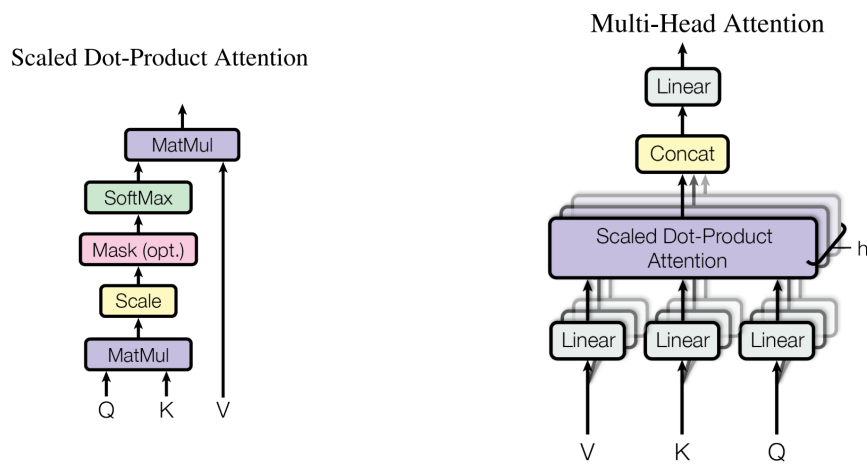 Scaled Dot-Product Attention
MatMul
SoftMax
Mask (opt.)
Scale
MatMul
Q K V
Multi-Head Attention
Linear
Concat
Scaled Dot-Product
Attention
h
Linear Linear Linear
V K Q